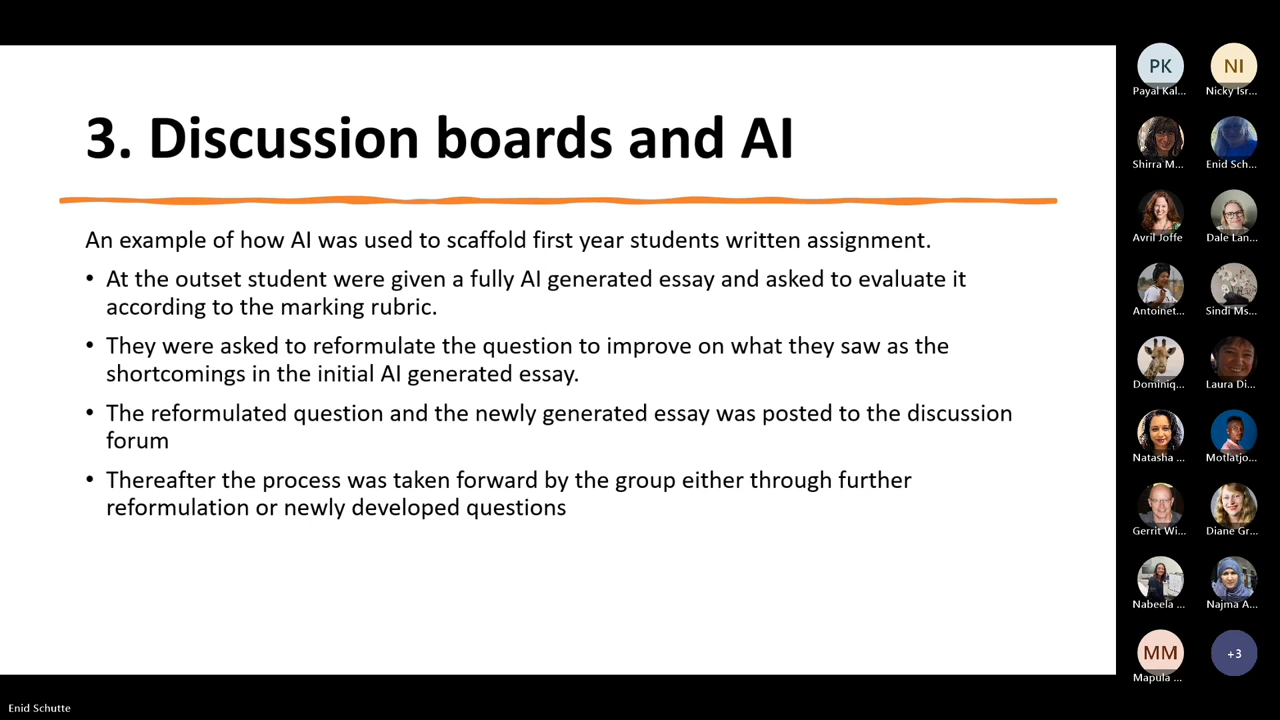 3. Discussion boards and AI
An example of how AI was used to scaffold first year students written assignment.
• At the outset student were given a fully AI generated essay and asked to evaluate it
according to the marking rubric.
• They were asked to reformulate the question to improve on what they saw as the
shortcomings in the initial AI generated essay.
• The reformulated question and the newly generated essay was posted to the discussion
forum
• Thereafter the process was taken forward by the group either through further
reformulation or newly developed questions
PK
NI
Payal Kal...
Nicky Isr...
Shirra M...
Enid Sch...
Avril Joffe
Dale Lan...
Antoinet...
Sindi Ms...
Dominiq...
Laura Di...
Natasha ...
Motlatjo...
Gerrit Wi...
Diane Gr...
Nabeela ...
Najma A...
MM
+3
Mapula ...
Enid Schutte